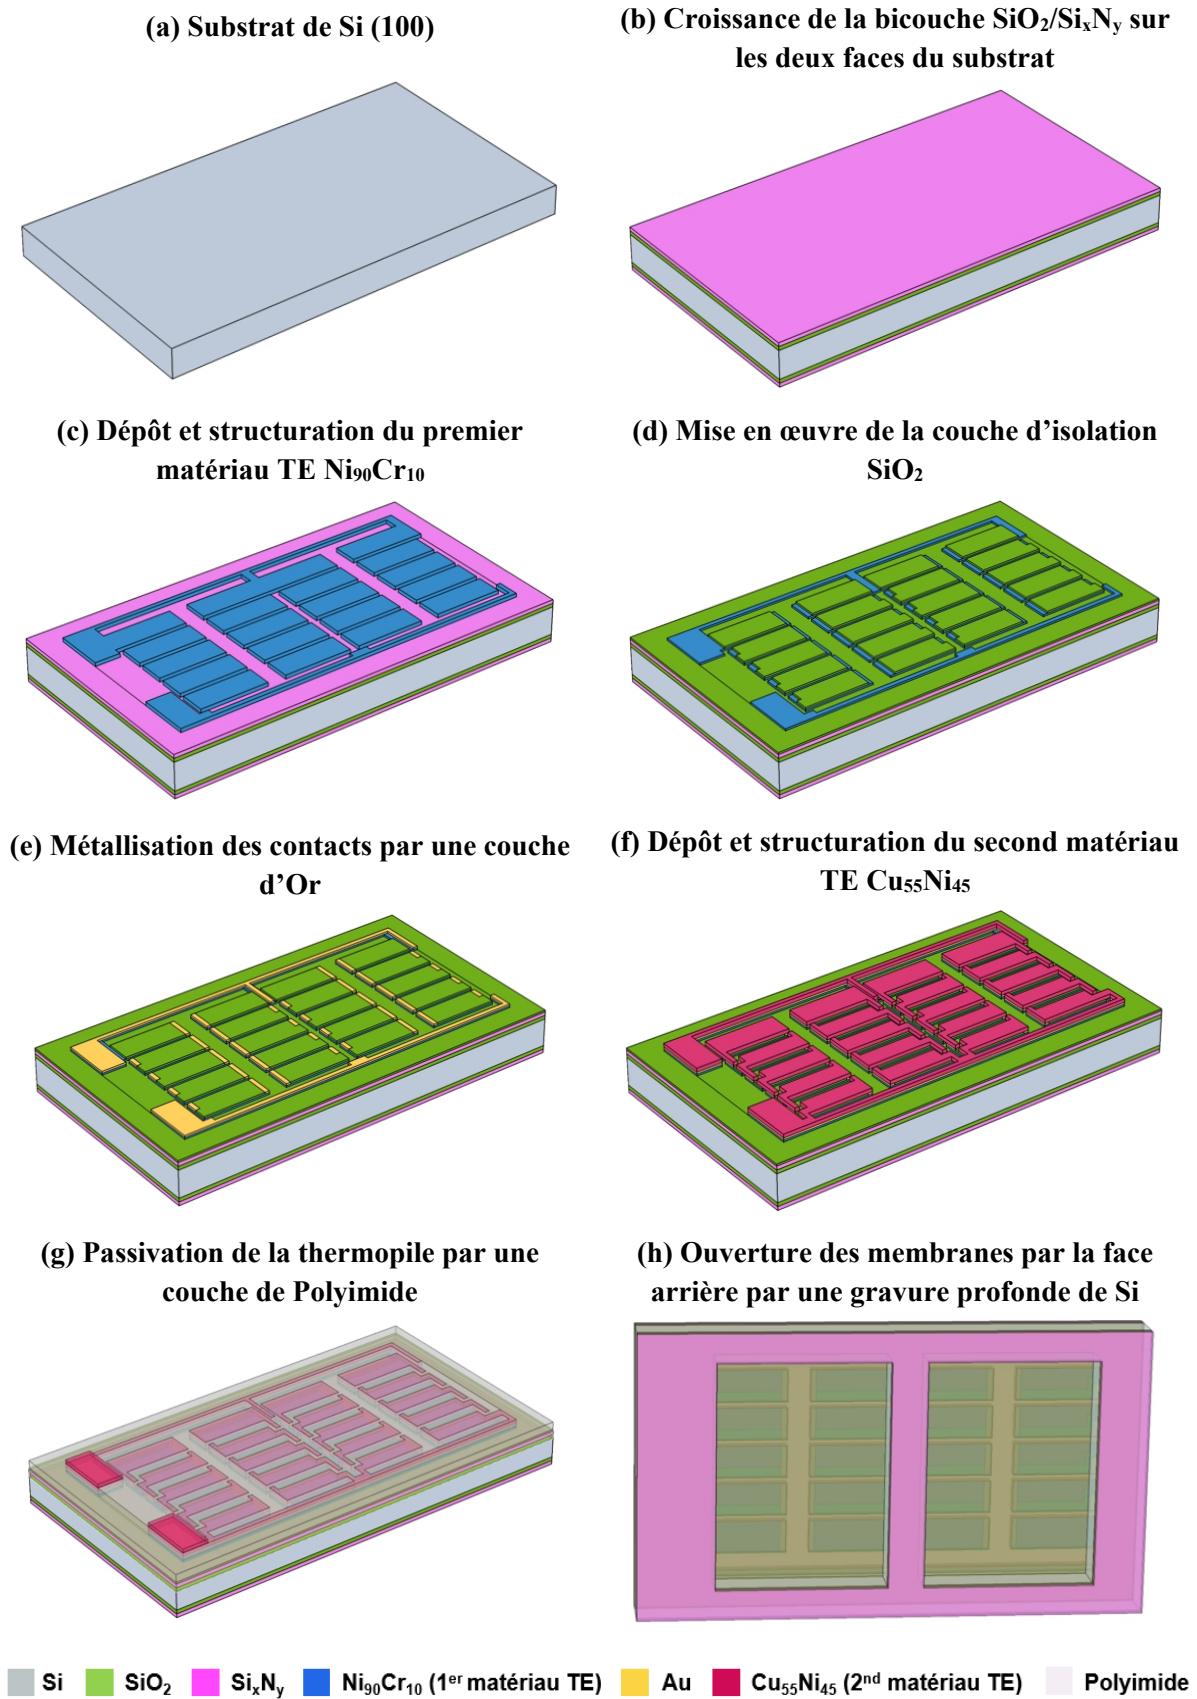 (a) Substrat de Si (100)
(b) Croissance de la bicouche SiO₂/SiₓNᵧ sur
les deux faces du substrat
(c) Dépôt et structuration du premier
matériau TE Ni₉₀Cr₁₀
(d) Mise en œuvre de la couche d’isolation
SiO₂
(e) Métallisation des contacts par une couche
d’Or
(f) Dépôt et structuration du second matériau
TE Cu₅₅Ni₄₅
(g) Passivation de la thermopile par une
couche de Polyimide
(h) Ouverture des membranes par la face
arrière par une gravure profonde de Si
Si SiO₂ SiₓNᵧ Ni₉₀Cr₁₀ (1ᵉʳ matériau TE) Au Cu₅₅Ni₄₅ (2ⁿᵈ matériau TE) Polyimide